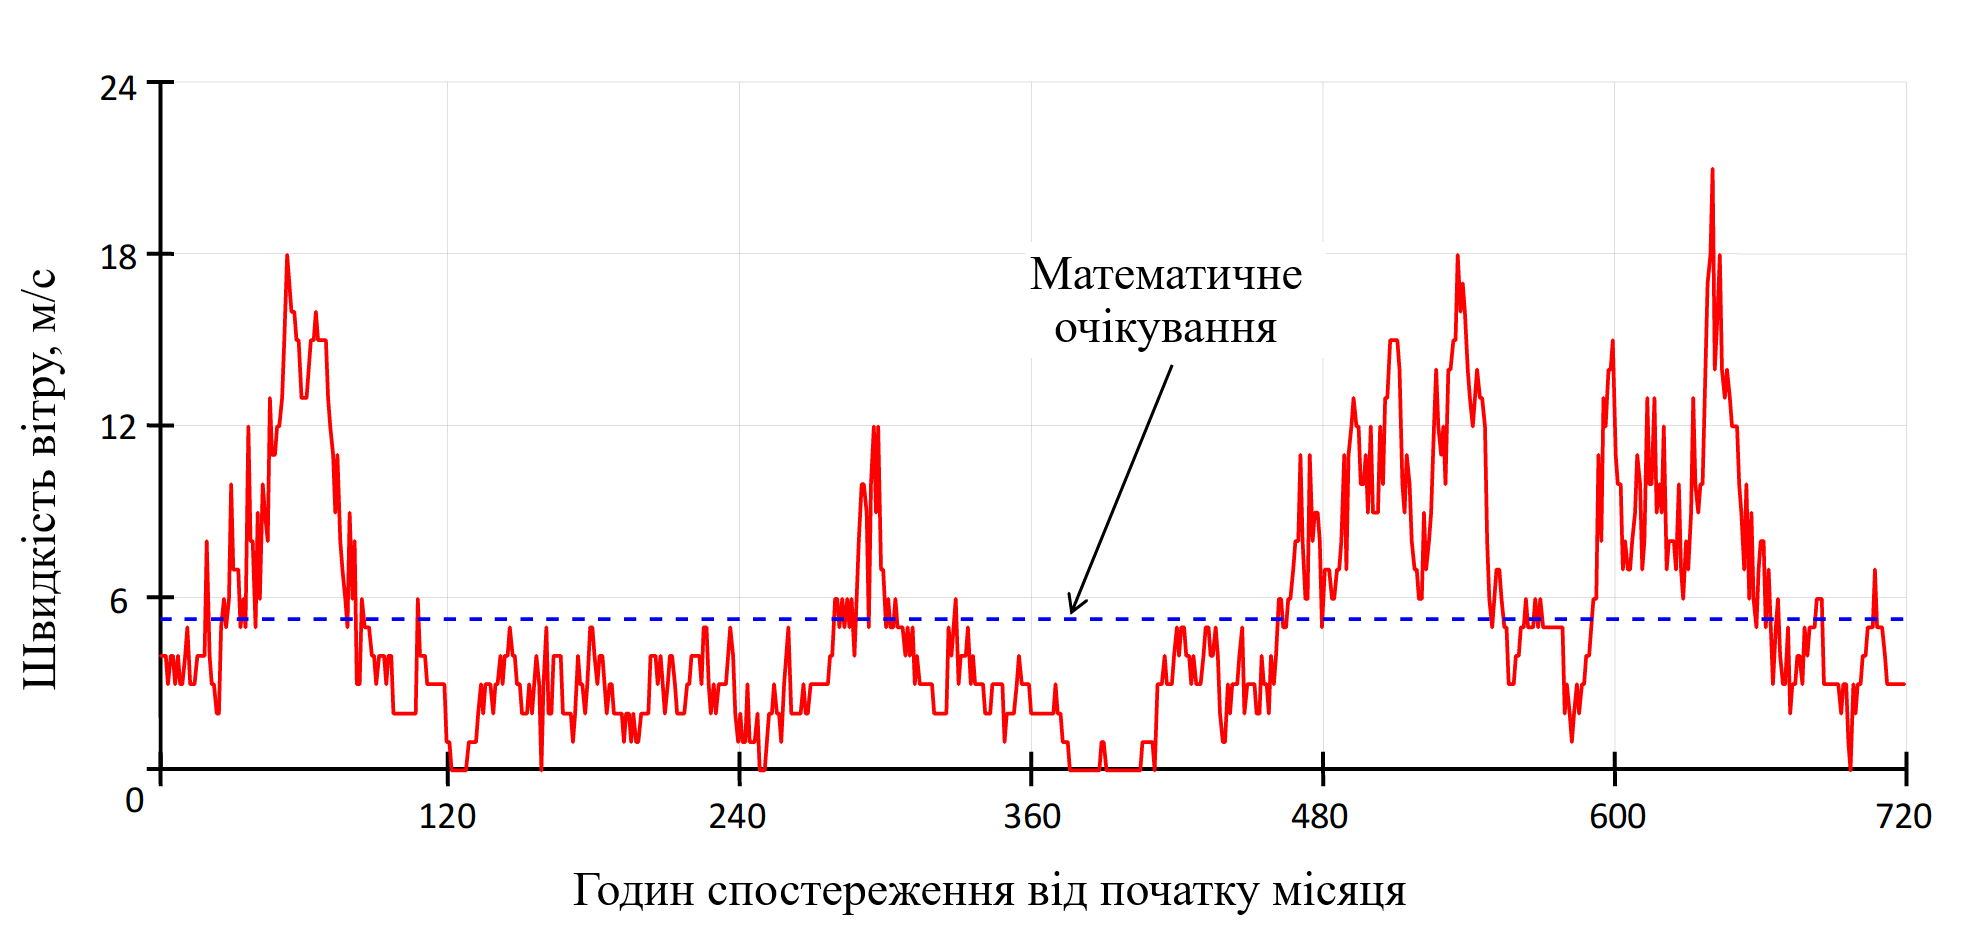 24
18
12
6
0
Швидкість вітру, м/с
Математичне
очікування
120
240
360
480
600
720
Годин спостереження від початку місяця